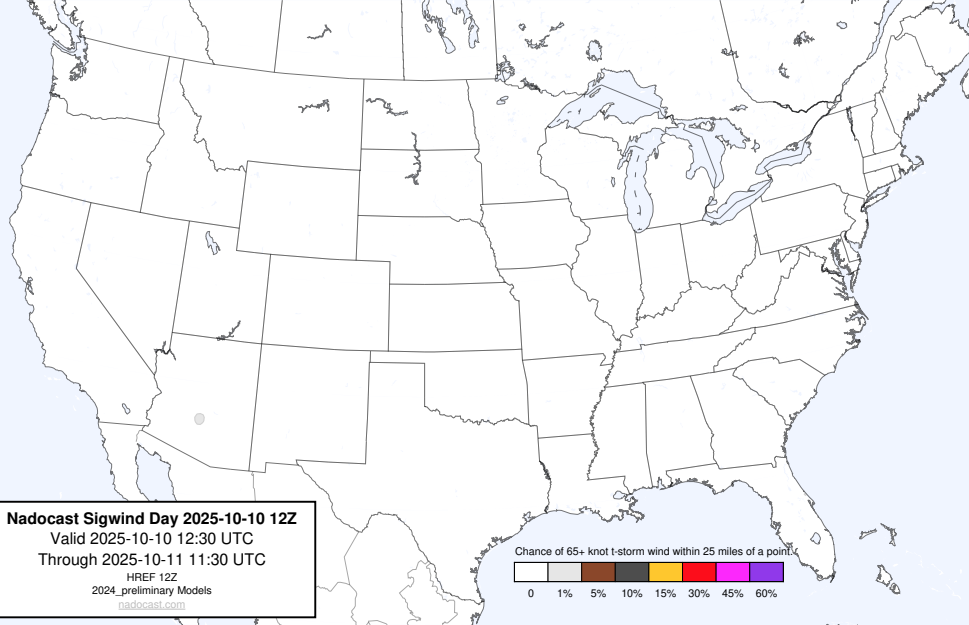 Nadocast Sigwind Day 2025-10-10 12Z
Valid 2025-10-10 12:30 UTC
Through 2025-10-11 11:30 UTC
HREF 12Z
2024_preliminary Models
nadocast.com
Chance of 65+ knot t-storm wind within 25 miles of a point.
0 1% 5% 10% 15% 30% 45% 60%